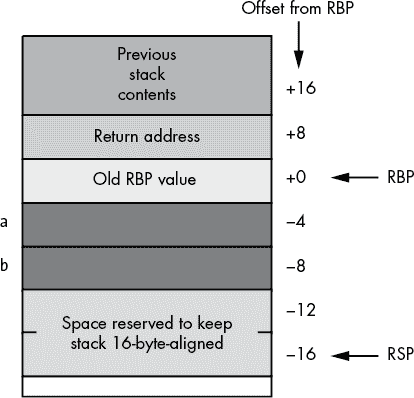 Offset from RBP
Previous
stack
contents
+16
Return address
+8
Old RBP value
+0
RBP
a
–4
b
–8
–12
Space reserved to keep
stack 16-byte-aligned
–16
RSP